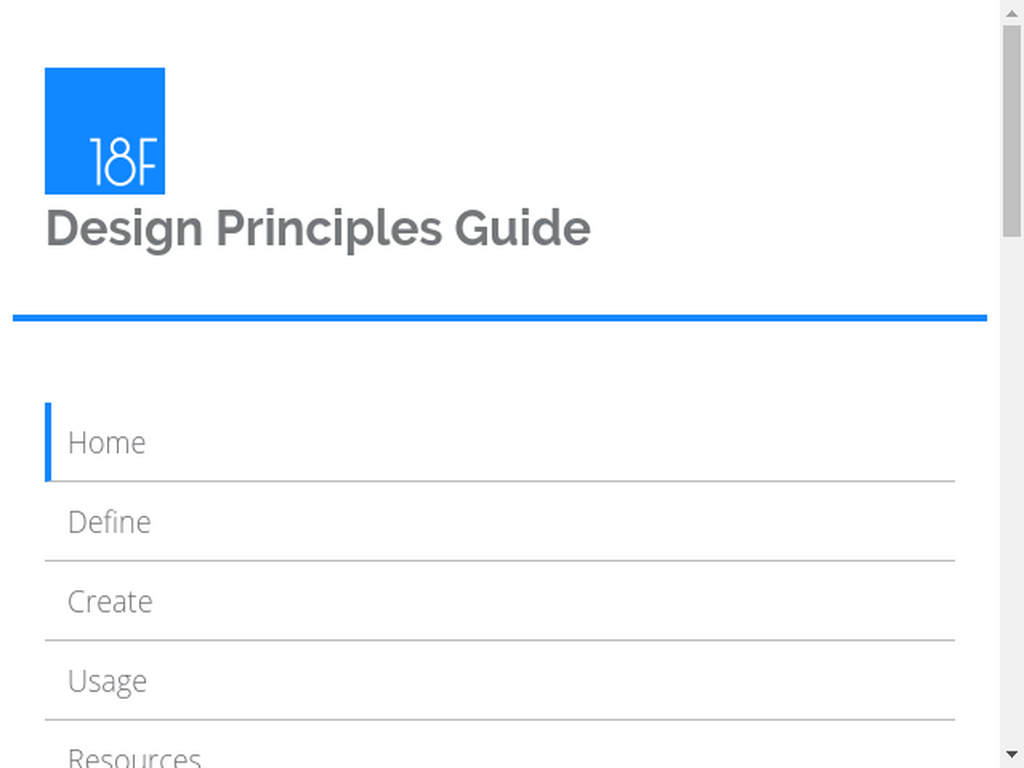 18F
Design Principles Guide
Home
Define
Create
Usage
Resources